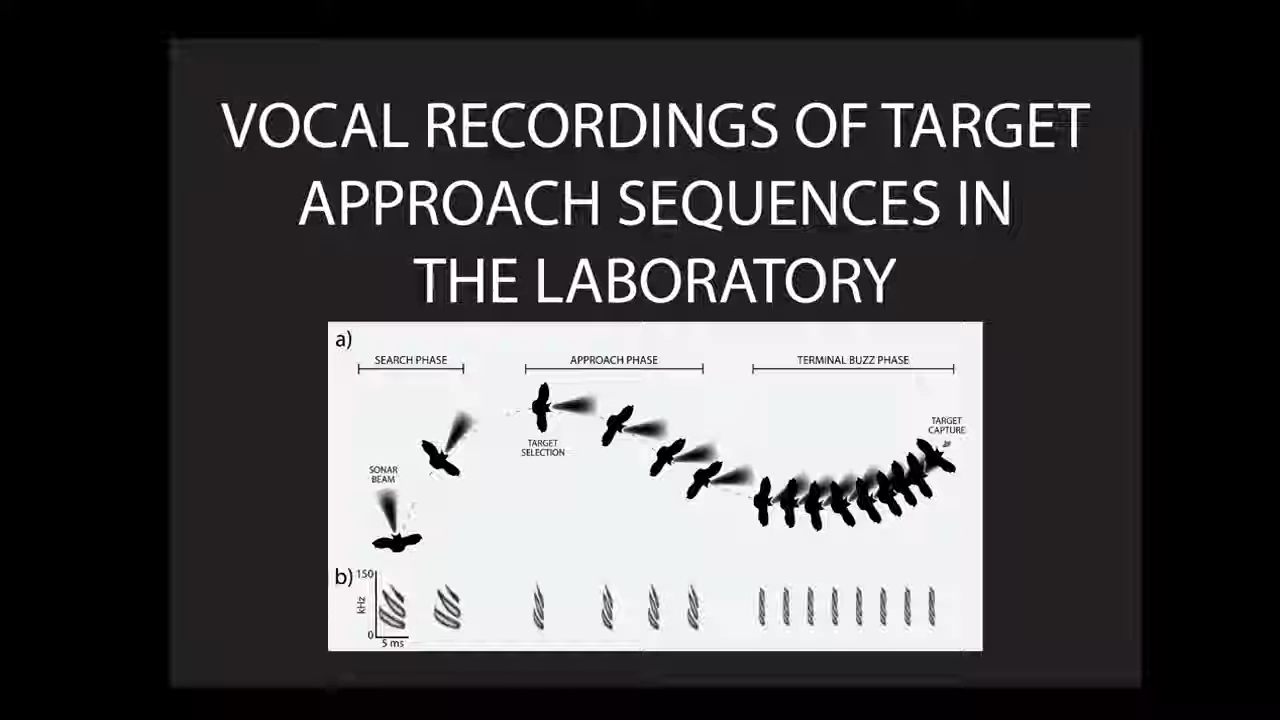 VOCAL RECORDINGS OF TARGET
APPROACH SEQUENCES IN
THE LABORATORY
a)
SEARCH PHASE
APPROACH PHASE
TERMINAL BUZZ PHASE
TARGET
CAPTURE
TARGET
SELECTION
SONAR
BEAM
b)
150
kHz
0
5 ms